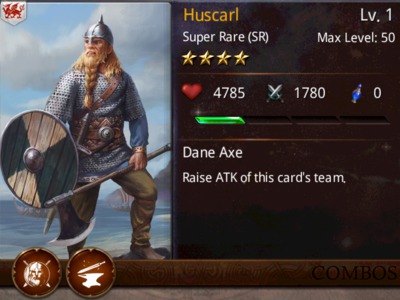 Huscarl Lv. 1
Super Rare (SR) Max Level: 50
4785 1780 0
Dane Axe
Raise ATK of this card's team.
COMBOS